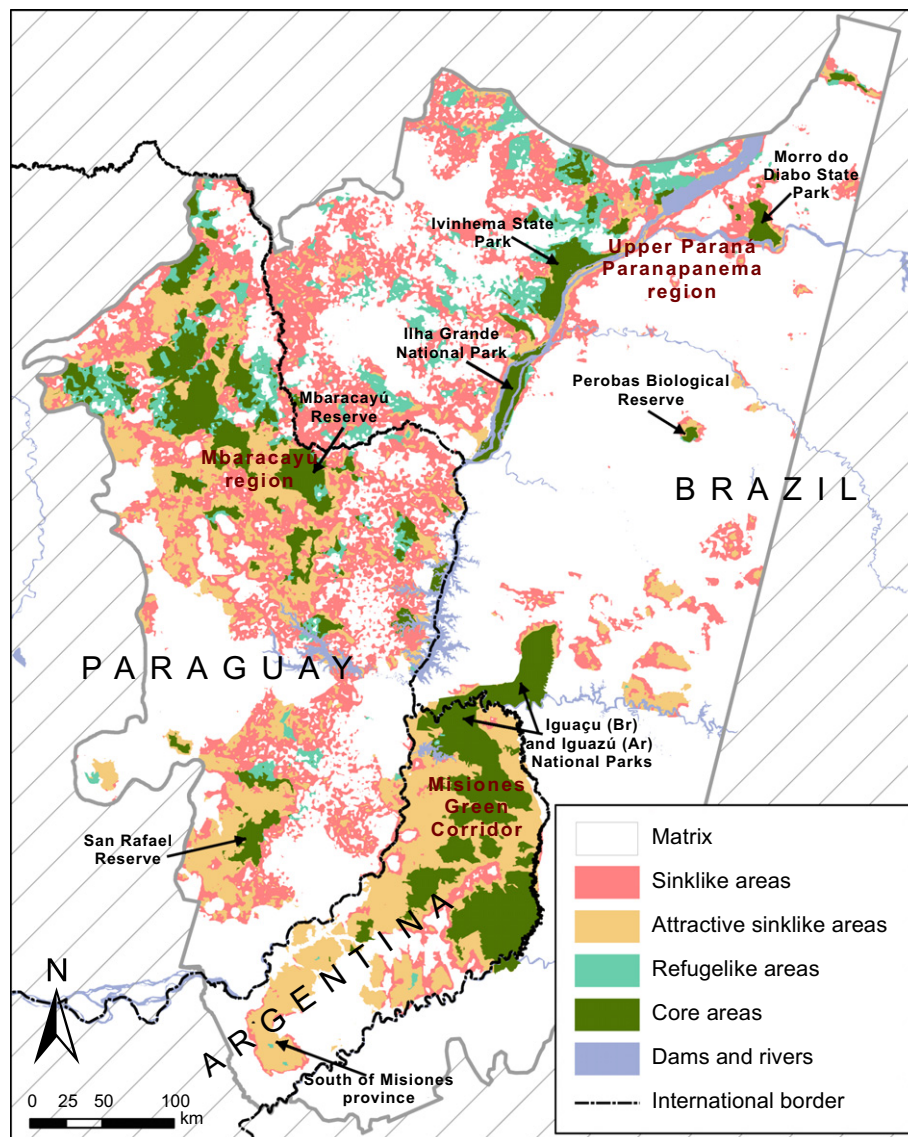 Morro do
Diabo State
Park
Ivinhema State
Park
Upper Paraná
Paranapanema
region
Ilha Grande
National Park
Perobas Biological
Reserve
Mbaracayú
Reserve
Mbaracayú
region
BRAZIL
PARAGUAY
Iguaçu (Br)
and Iguazú (Ar)
National Parks
Misiones
Green
Corridor
San Rafael
Reserve
ARGENTINA
South of Misiones
province
N
0 25 50 100
km
Matrix
Sinklike areas
Attractive sinklike areas
Refugelike areas
Core areas
Dams and rivers
International border